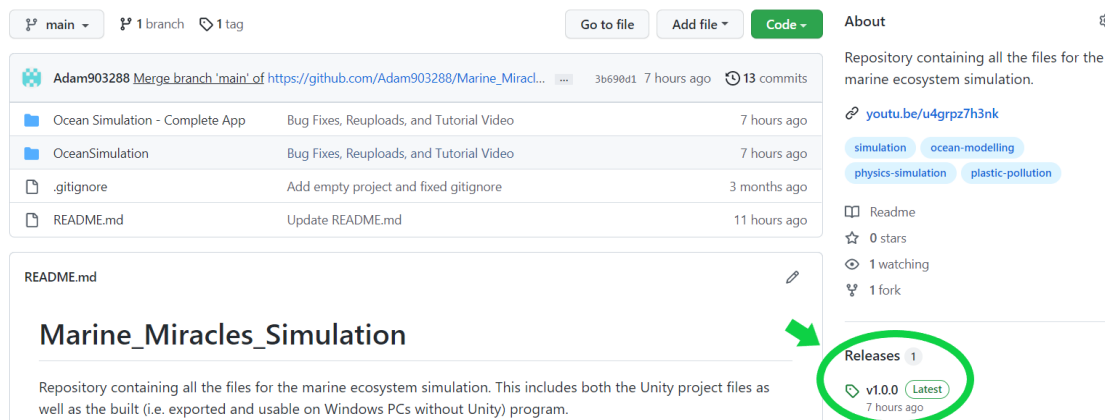 main 1 branch 1 tag Go to file Add file Code
Adam903288 Merge branch 'main' of https://github.com/Adam903288/Marine_Miracl... ... 3b690d1 7 hours ago 13 commits
Ocean Simulation - Complete App Bug Fixes, Reuploads, and Tutorial Video 7 hours ago
OceanSimulation Bug Fixes, Reuploads, and Tutorial Video 7 hours ago
.gitignore Add empty project and fixed gitignore 3 months ago
README.md Update README.md 11 hours ago
README.md
Marine_Miracles_Simulation
Repository containing all the files for the marine ecosystem simulation. This includes both the Unity project files as
well as the built (i.e. exported and usable on Windows PCs without Unity) program.
About
Repository containing all the files for the
marine ecosystem simulation.
youtu.be/u4grpz7h3nk
simulation ocean-modelling
physics-simulation plastic-pollution
Readme
0 stars
1 watching
1 fork
Releases 1
v1.0.0 Latest
7 hours ago